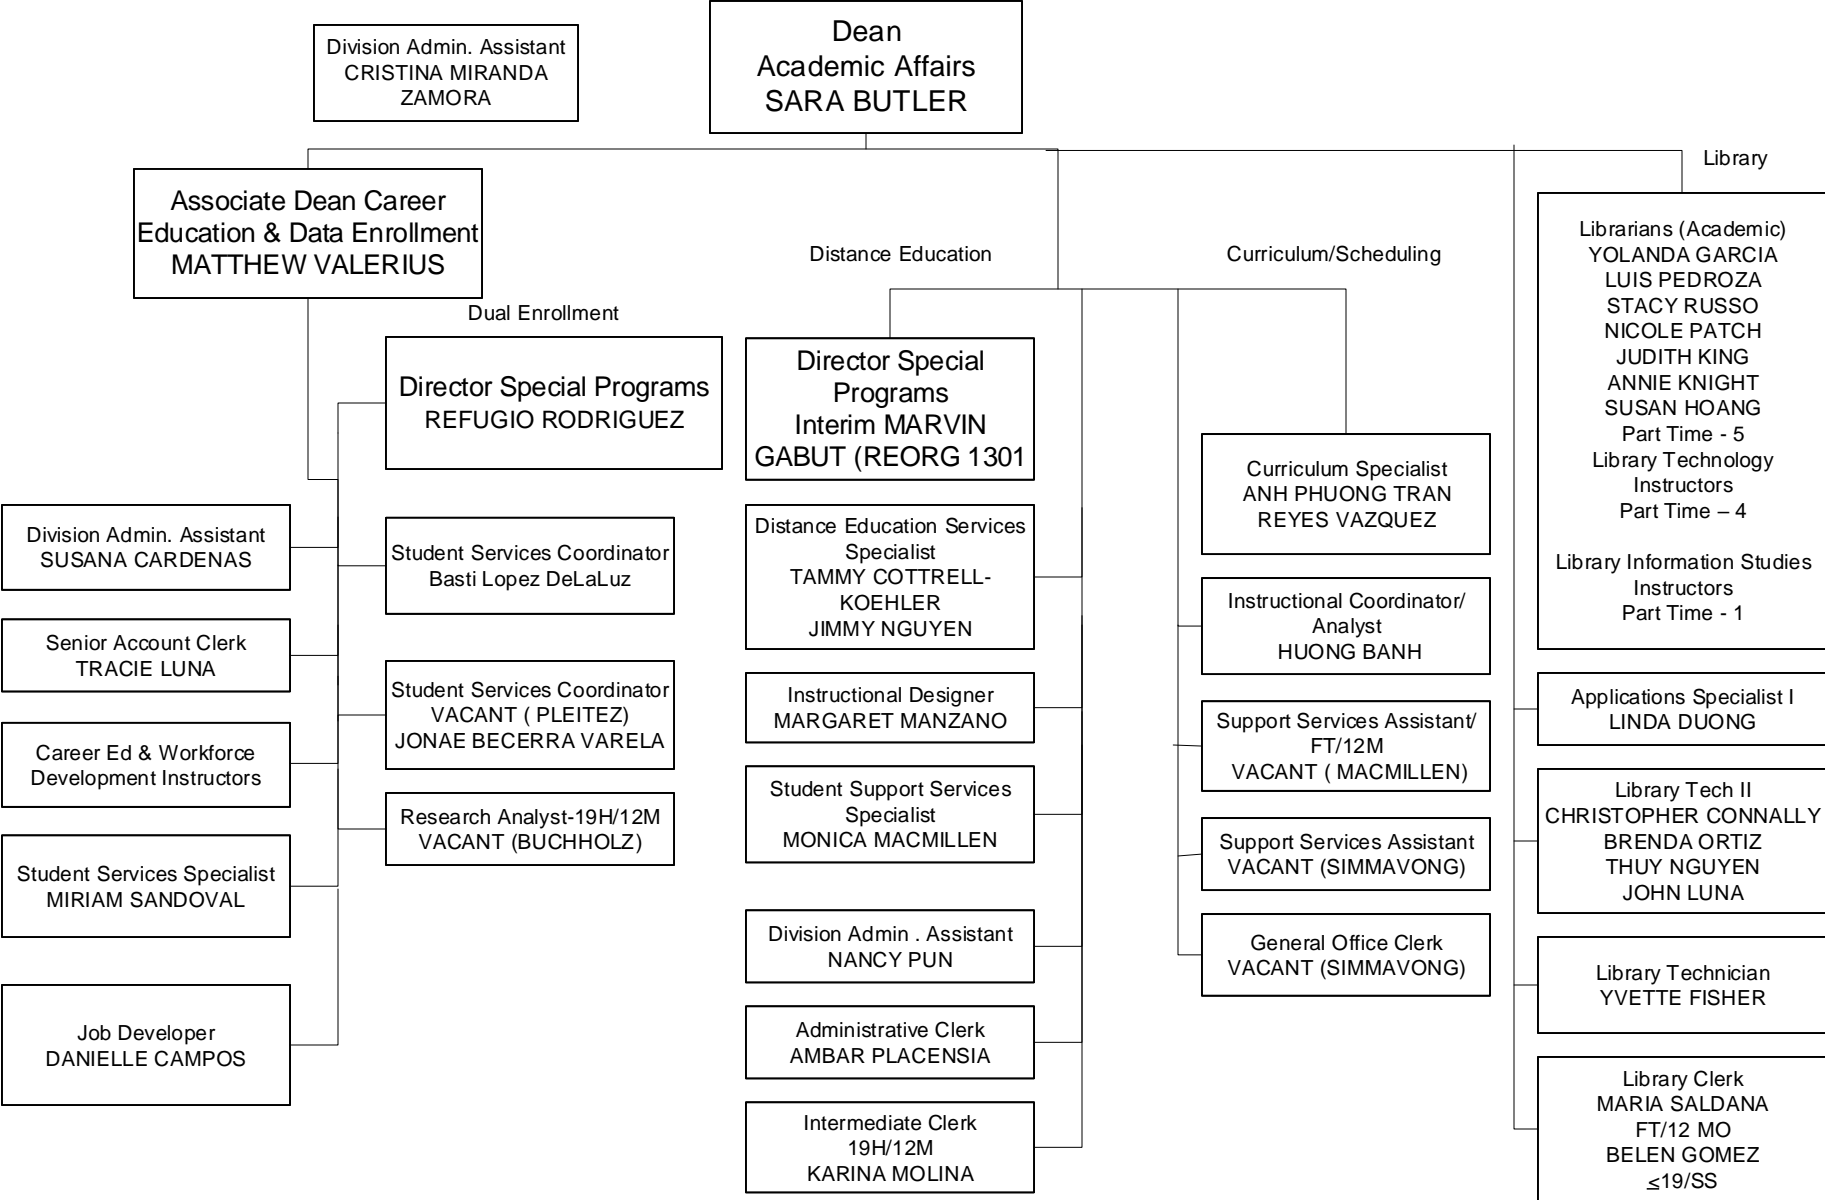 Division Admin. Assistant
CRISTINA MIRANDA
ZAMORA
Dean
Academic Affairs
SARA BUTLER
Associate Dean Career
Education & Data Enrollment
MATTHEW VALERIUS
Dual Enrollment
Director Special Programs
REFUGIO RODRIGUEZ
Division Admin. Assistant
SUSANA CARDENAS
Senior Account Clerk
TRACIE LUNA
Career Ed & Workforce
Development Instructors
Student Services Specialist
MIRIAM SANDOVAL
Job Developer
DANIELLE CAMPOS
Student Services Coordinator
Basti Lopez DeLaLuz
Student Services Coordinator
VACANT ( PLEITEZ)
JONAE BECERRA VARELA
Research Analyst-19H/12M
VACANT (BUCHHOLZ)
Distance Education
Director Special
Programs
Interim MARVIN
GABUT (REORG 1301
Distance Education Services
Specialist
TAMMY COTTRELL-
KOEHLER
JIMMY NGUYEN
Instructional Designer
MARGARET MANZANO
Student Support Services
Specialist
MONICA MACMILLEN
Division Admin . Assistant
NANCY PUN
Administrative Clerk
AMBAR PLACENSIA
Intermediate Clerk
19H/12M
KARINA MOLINA
Curriculum/Scheduling
Curriculum Specialist
ANH PHUONG TRAN
REYES VAZQUEZ
Instructional Coordinator/
Analyst
HUONG BANH
Support Services Assistant/
FT/12M
VACANT ( MACMILLEN)
Support Services Assistant
VACANT (SIMMAVONG)
General Office Clerk
VACANT (SIMMAVONG)
Library
Librarians (Academic)
YOLANDA GARCIA
LUIS PEDROZA
STACY RUSSO
NICOLE PATCH
JUDITH KING
ANNIE KNIGHT
SUSAN HOANG
Part Time - 5
Library Technology
Instructors
Part Time – 4
Library Information Studies
Instructors
Part Time - 1
Applications Specialist I
LINDA DUONG
Library Tech II
CHRISTOPHER CONNALLY
BRENDA ORTIZ
THUY NGUYEN
JOHN LUNA
Library Technician
YVETTE FISHER
Library Clerk
MARIA SALDANA
FT/12 MO
BELEN GOMEZ
≤19/SS